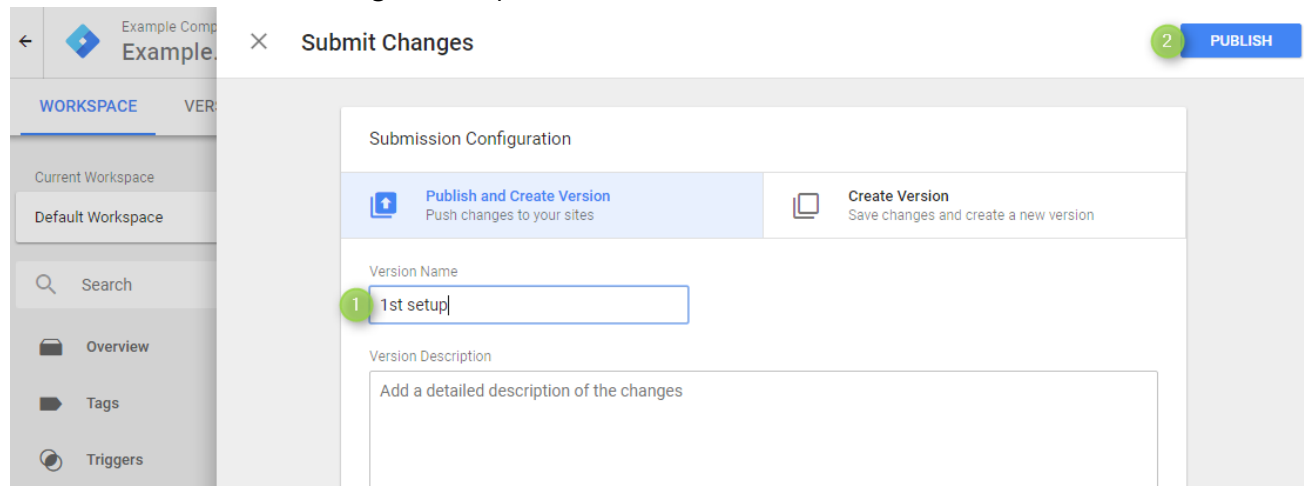 Example Comp
Example.
Submit Changes
2
PUBLISH
WORKSPACE
VER
Submission Configuration
Current Workspace
Default Workspace
Publish and Create Version
Push changes to your sites
Create Version
Save changes and create a new version
Search
Version Name
1
1st setup
Overview
Version Description
Add a detailed description of the changes
Tags
Triggers